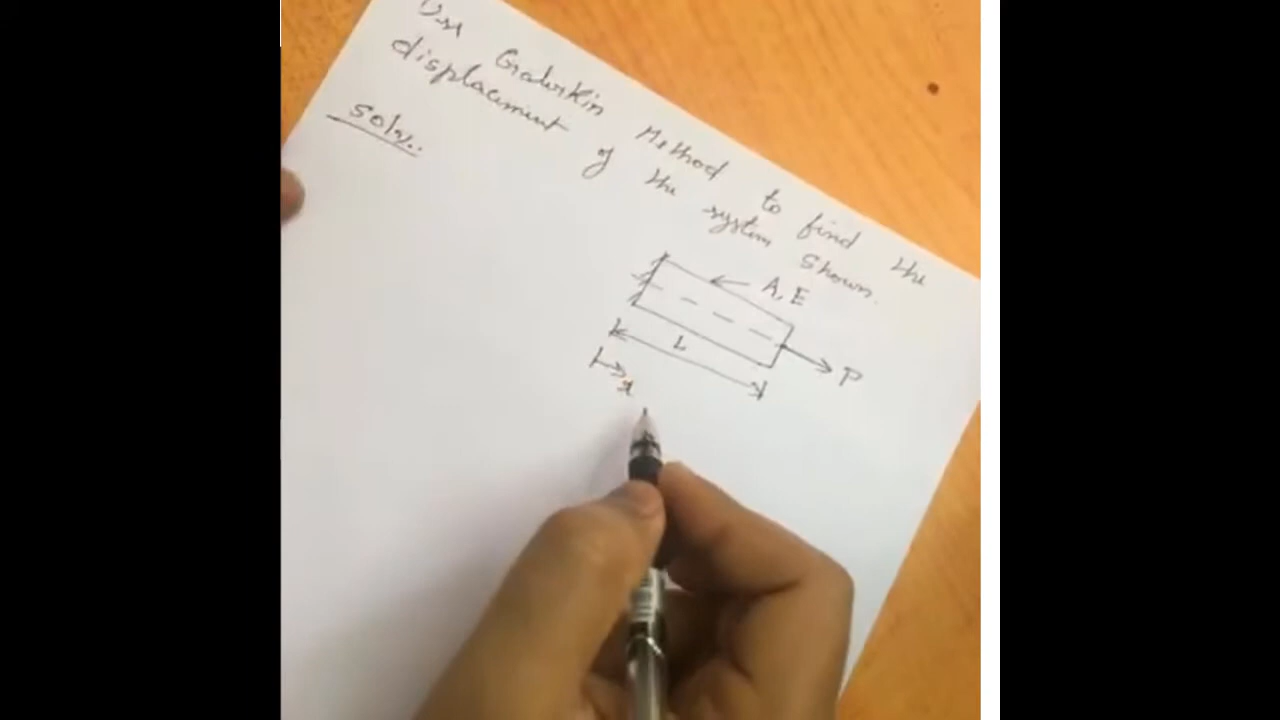 Use Galerkin Method to find the
displacement of the system shown.
Soln.
A, E
L
P
x